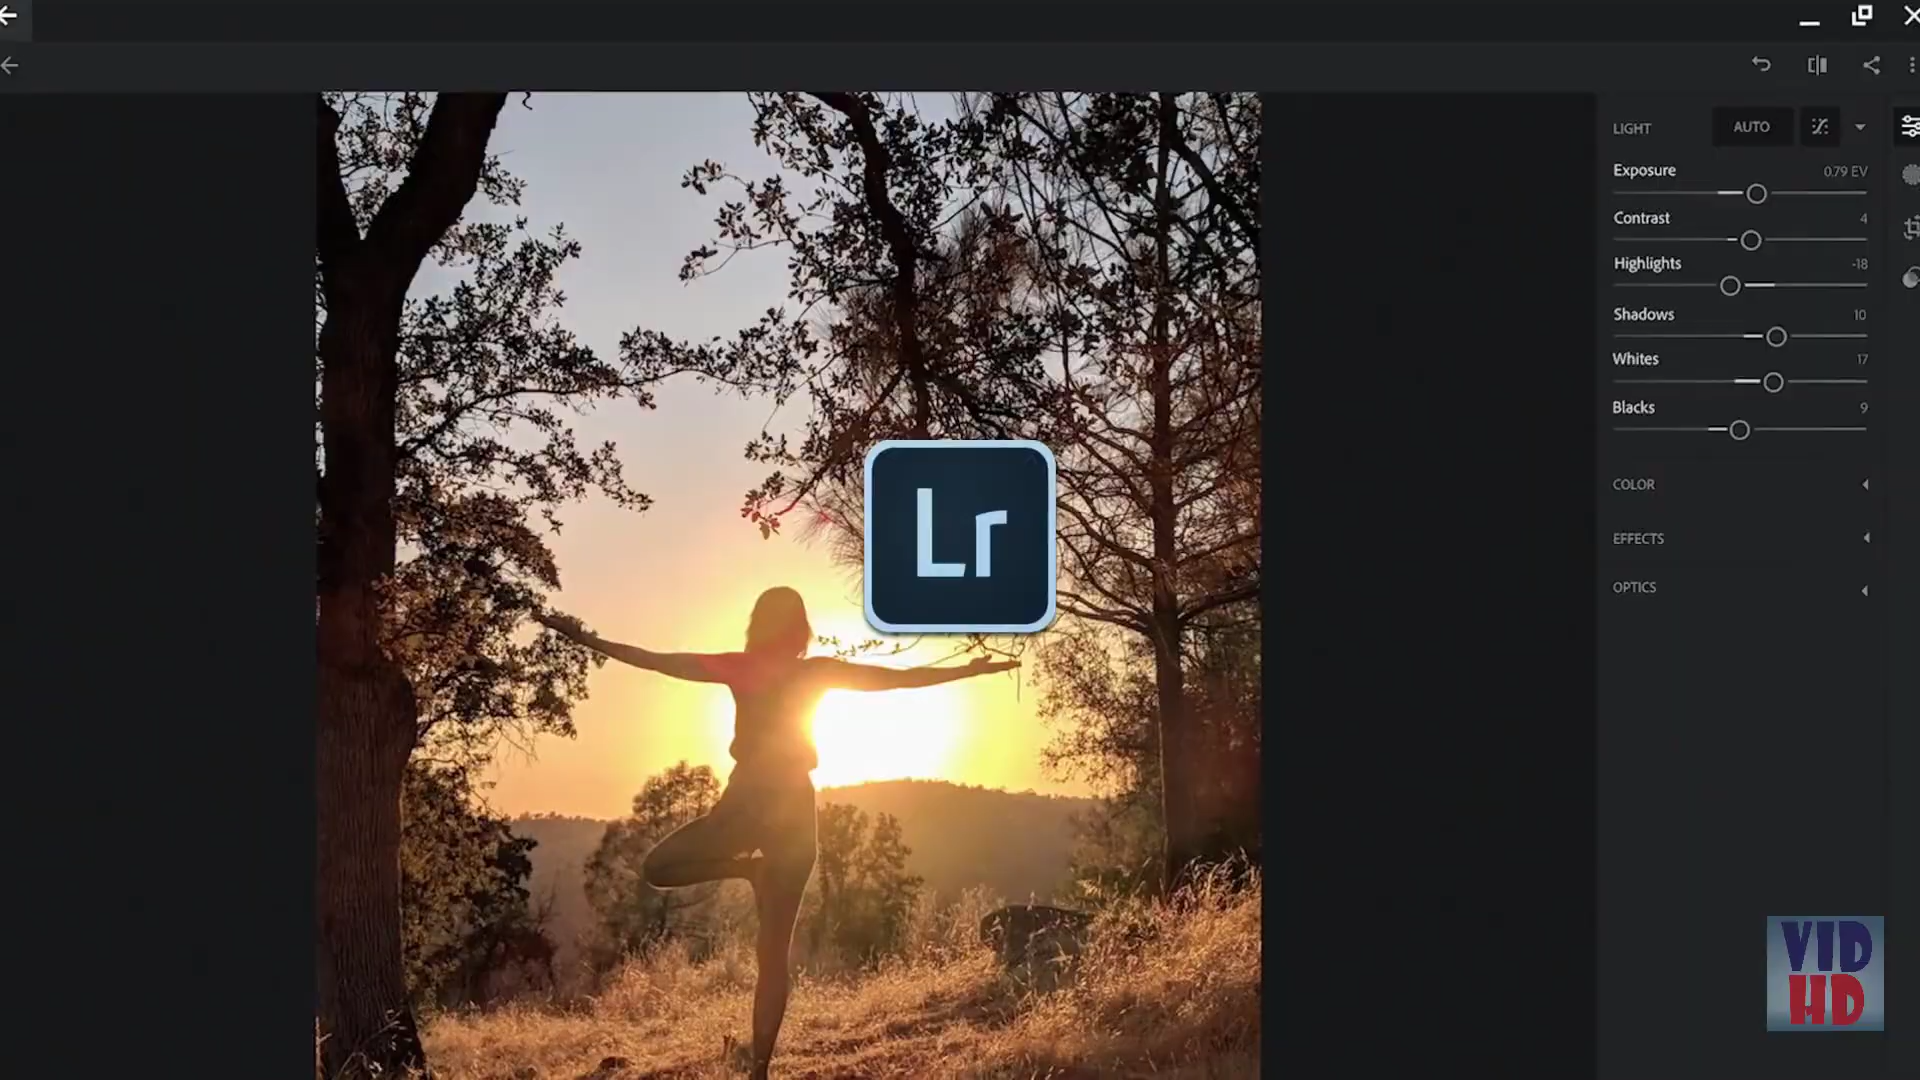 LIGHT AUTO
Exposure 0.79 EV
Contrast 4
Highlights -18
Shadows 10
Whites 17
Blacks 9
COLOR
EFFECTS
OPTICS
Lr
VID
HD